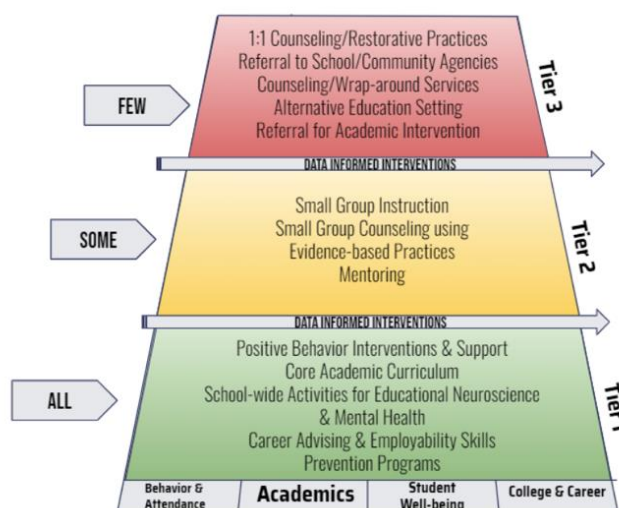 1:1 Counseling/Restorative Practices
Referral to School/Community Agencies
Counseling/Wrap-around Services
Alternative Education Setting
Referral for Academic Intervention
FEW
Tier 3
DATA INFORMED INTERVENTIONS
Small Group Instruction
Small Group Counseling using
Evidence-based Practices
Mentoring
SOME
Tier 2
DATA INFORMED INTERVENTIONS
Positive Behavior Interventions & Support
Core Academic Curriculum
School-wide Activities for Educational Neuroscience
& Mental Health
Career Advising & Employability Skills
Prevention Programs
ALL
Tier 1
Behavior &
Attendance
Academics
Student
Well-being
College & Career